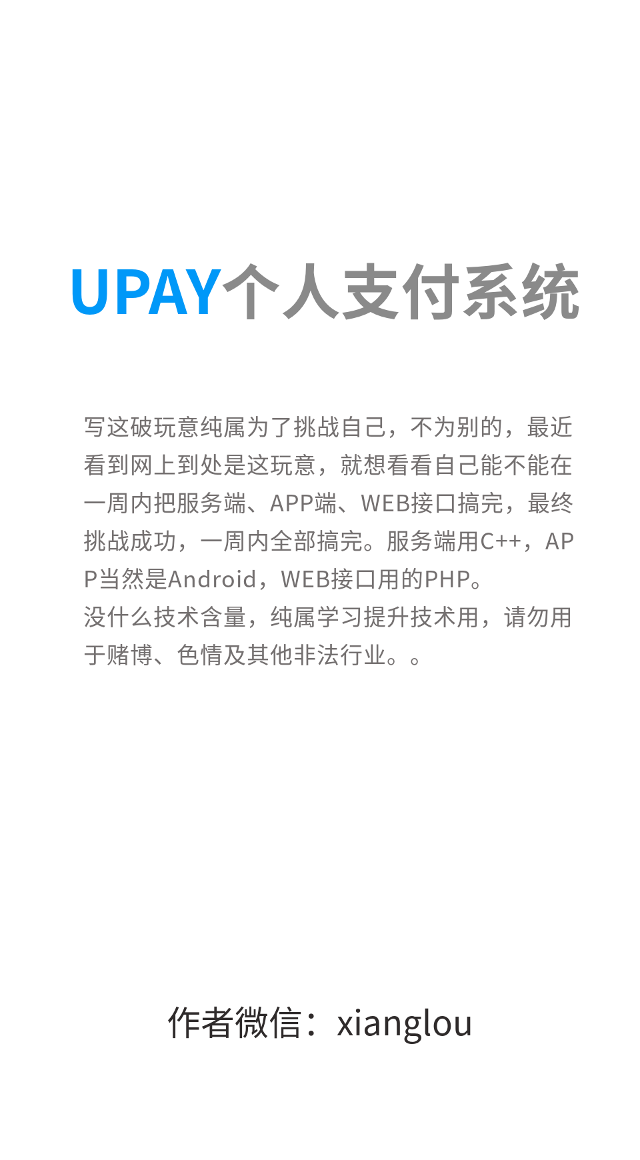 UPAY个人支付系统
写这破玩意纯属为了挑战自己，不为别的，最近
看到网上到处是这玩意，就想看看自己能不能在
一周内把服务端、APP端、WEB接口搞完，最终
挑战成功，一周内全部搞完。服务端用C++，AP
P当然是Android，WEB接口用的PHP。
没什么技术含量，纯属学习提升技术用，请勿用
于赌博、色情及其他非法行业。。
作者微信：xianglou